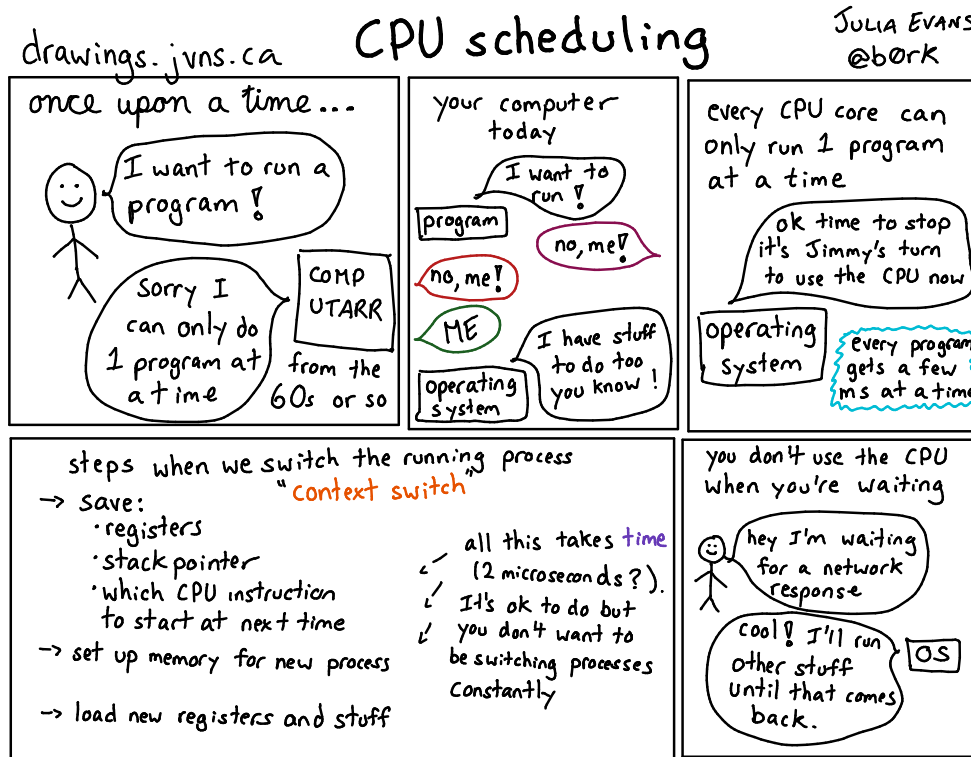 drawings.jvns.ca
CPU scheduling
JULIA EVANS
@b0rk
once upon a time...
I want to run a
program!
Sorry I
can only do
1 program at
a time
COMP
UTARR
from the
60s or so
your computer
today
I want to
run!
program
no, me!
no, me!
ME
I have stuff
to do too
you know!
operating
system
every CPU core can
only run 1 program
at a time
ok time to stop
it's Jimmy's turn
to use the CPU now
operating
system
every program
gets a few
ms at a time
steps when we switch the running process
"context switch"
→ save:
• registers
• stack pointer
• which CPU instruction
to start at next time
→ set up memory for new process
→ load new registers and stuff
all this takes time
(2 microseconds?).
It's ok to do but
you don't want to
be switching processes
constantly
you don't use the CPU
when you're waiting
hey I'm waiting
for a network
response
cool! I'll run
other stuff
until that comes
back.
OS